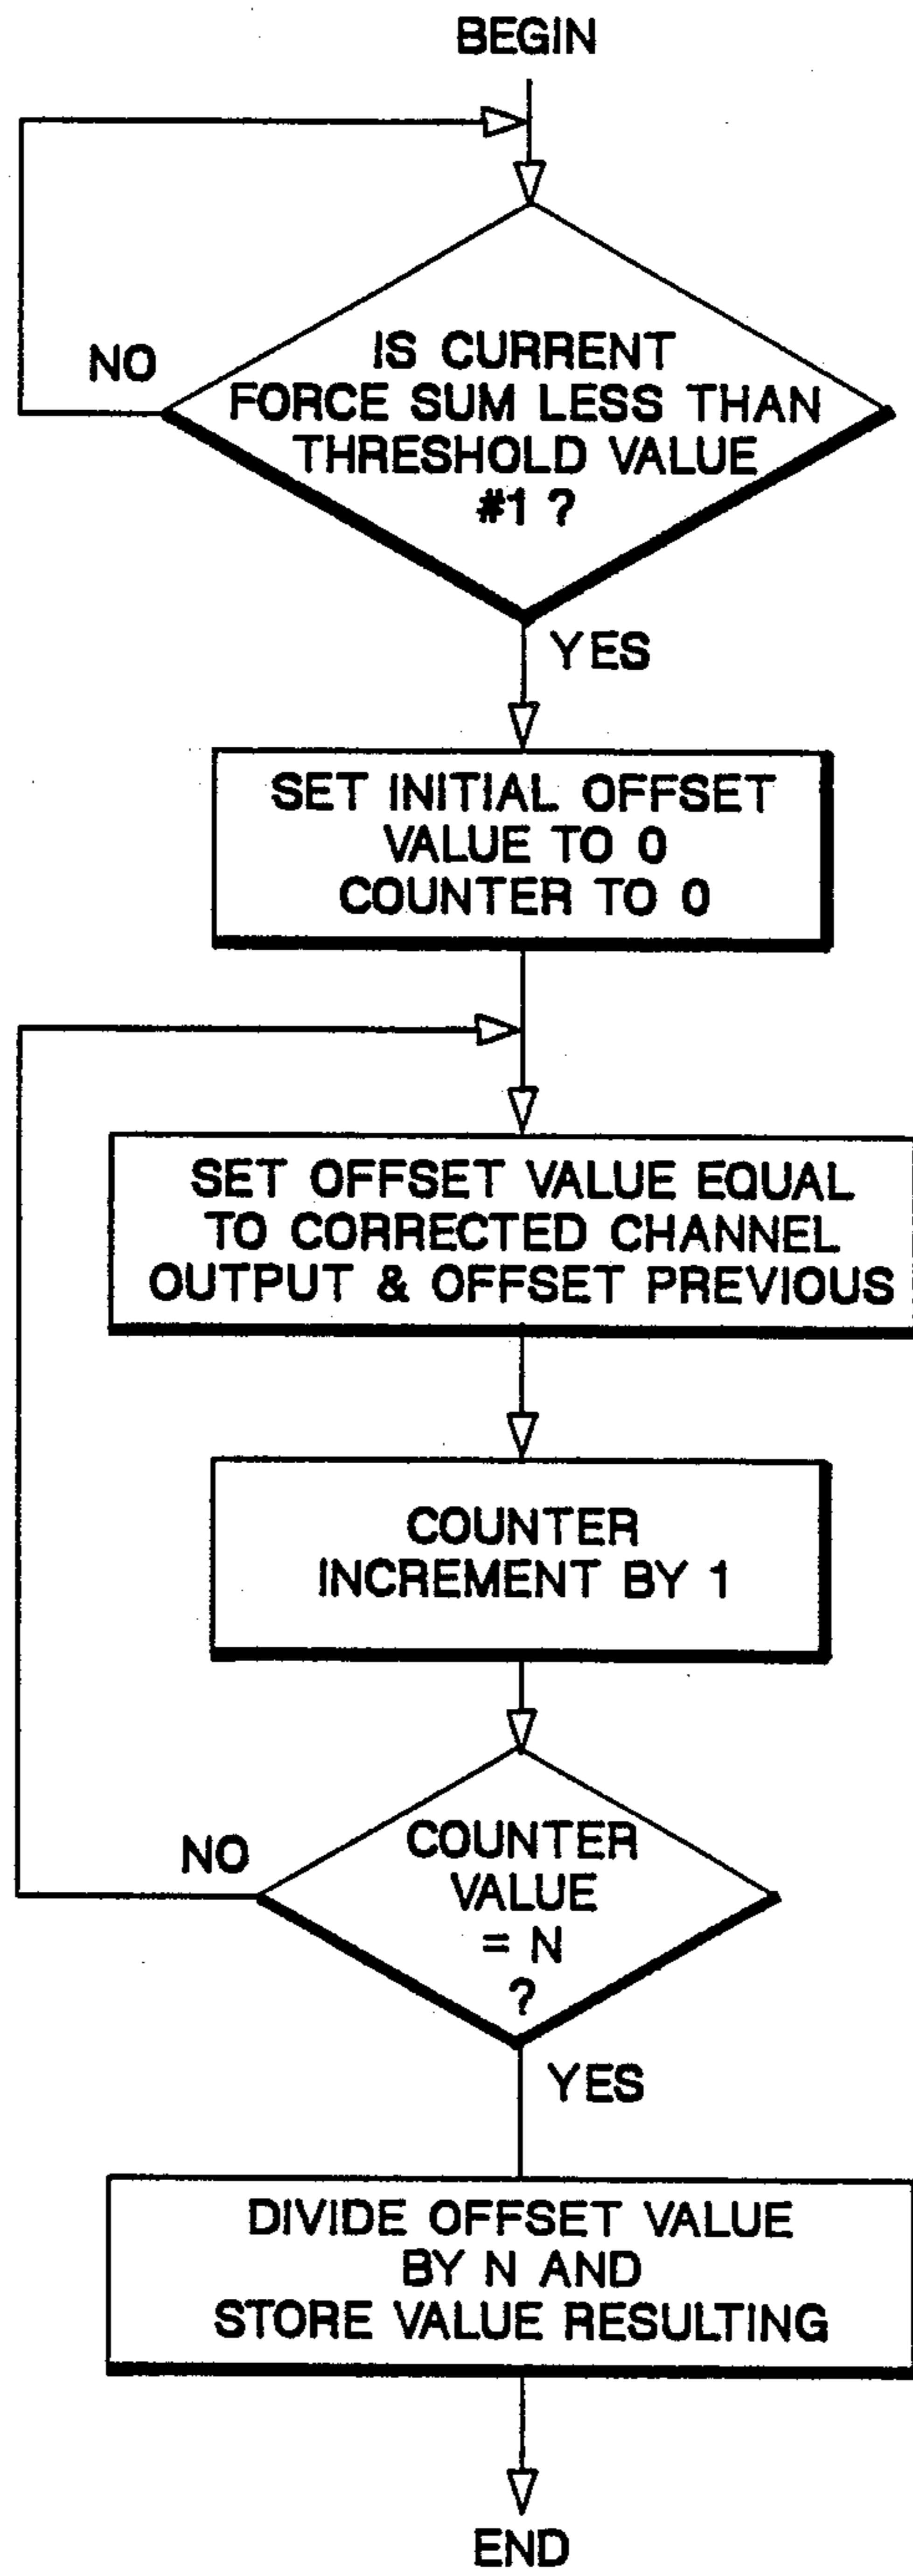 BEGIN
NO
IS CURRENT
FORCE SUM LESS THAN
THRESHOLD VALUE
#1 ?
YES
SET INITIAL OFFSET
VALUE TO 0
COUNTER TO 0
SET OFFSET VALUE EQUAL
TO CORRECTED CHANNEL
OUTPUT & OFFSET PREVIOUS
COUNTER
INCREMENT BY 1
NO
COUNTER
VALUE
= N
?
YES
DIVIDE OFFSET VALUE
BY N AND
STORE VALUE RESULTING
END